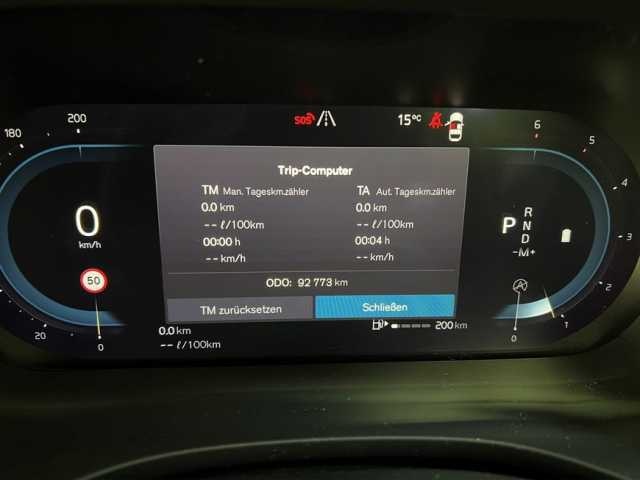 200
SOS
15°C
180
6
5
4
3
2
1
0
Trip-Computer
TM Man. Tageskm.zähler
TA Aut. Tageskm.zähler
0.0 km
0.0 km
-- ℓ/100km
-- ℓ/100km
00:00 h
00:04 h
-- km/h
-- km/h
ODO: 92 773 km
TM zurücksetzen
Schließen
0
km/h
50
20
0
P
R
N
D
-M+
0.0 km
-- ℓ/100km
200 km